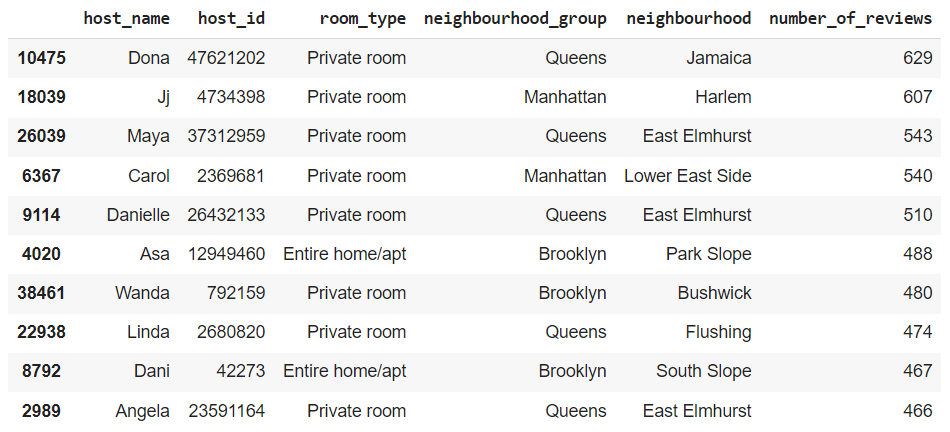 host_name host_id room_type neighbourhood_group neighbourhood number_of_reviews
10475 Dona 47621202 Private room Queens Jamaica 629
18039 Jj 4734398 Private room Manhattan Harlem 607
26039 Maya 37312959 Private room Queens East Elmhurst 543
6367 Carol 2369681 Private room Manhattan Lower East Side 540
9114 Danielle 26432133 Private room Queens East Elmhurst 510
4020 Asa 12949460 Entire home/apt Brooklyn Park Slope 488
38461 Wanda 792159 Private room Brooklyn Bushwick 480
22938 Linda 2680820 Private room Queens Flushing 474
8792 Dani 42273 Entire home/apt Brooklyn South Slope 467
2989 Angela 23591164 Private room Queens East Elmhurst 466